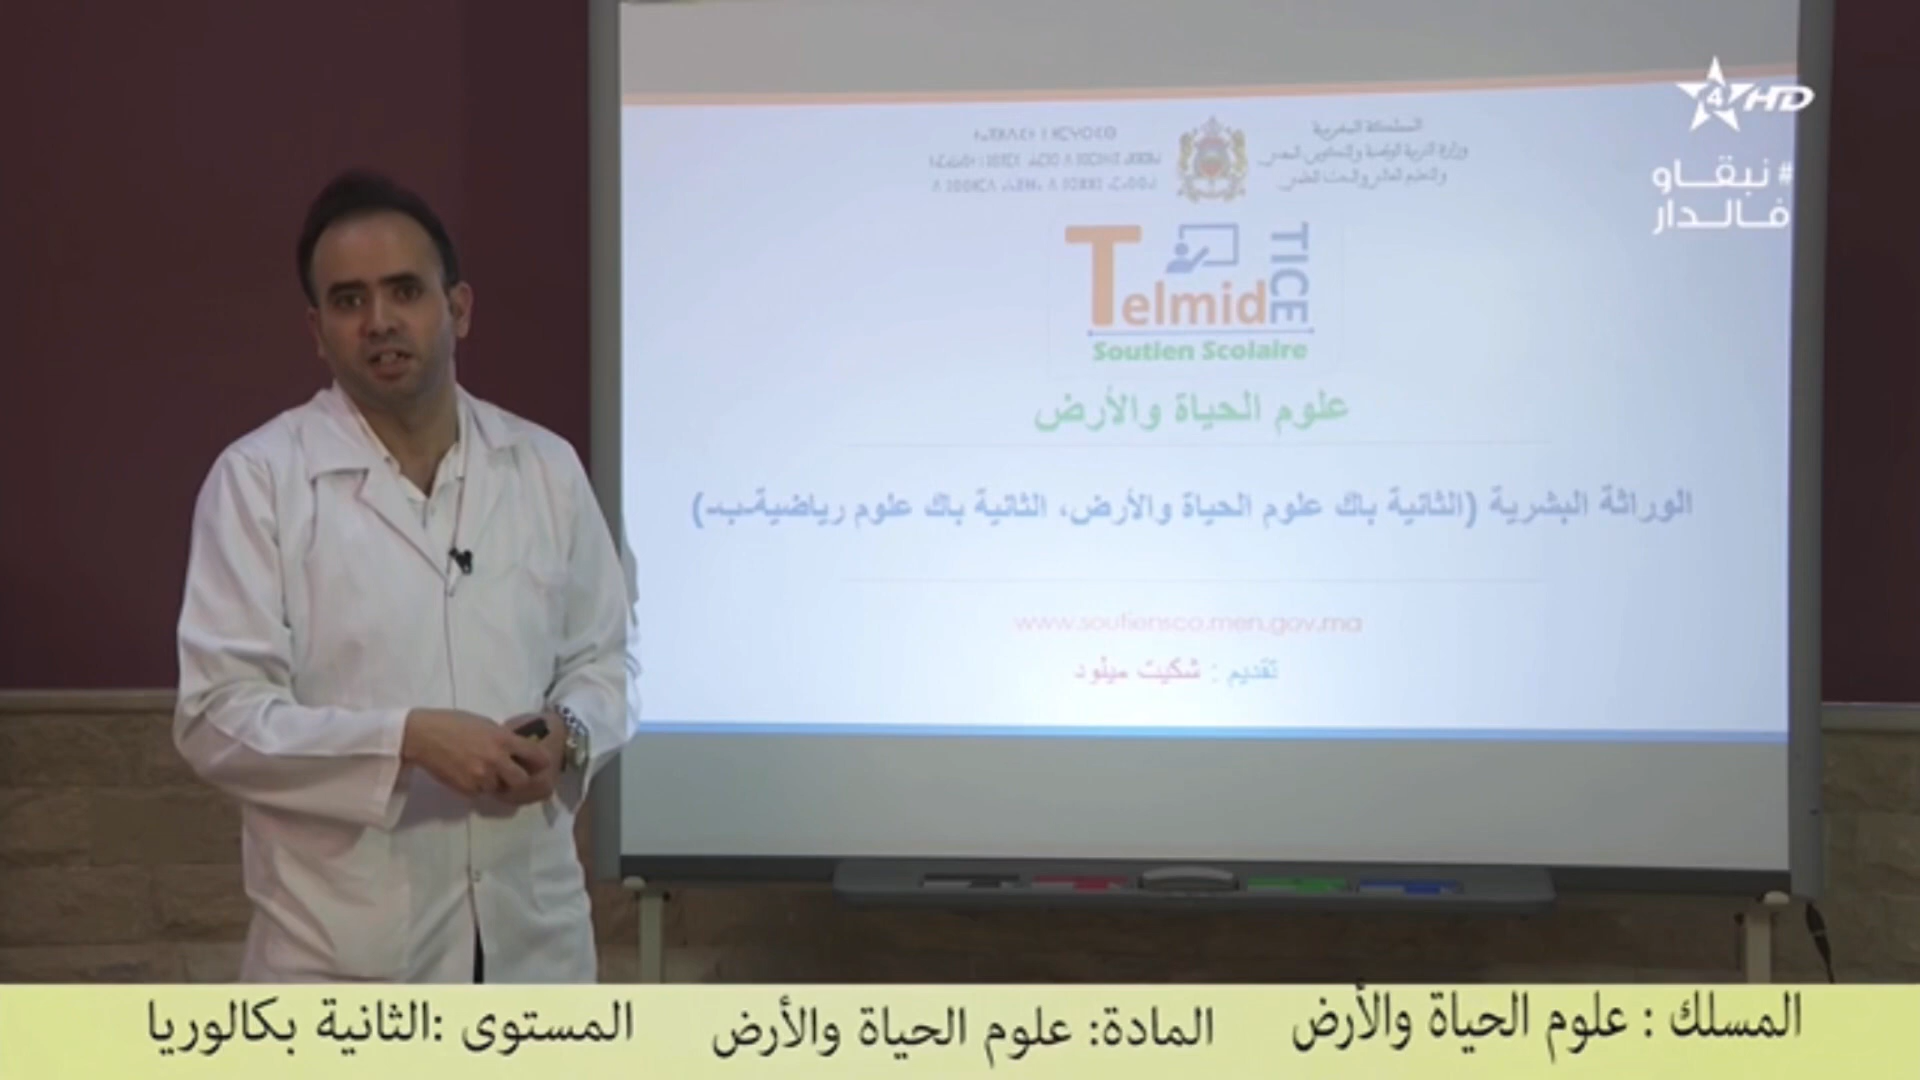 المملكة المغربية
وزارة التربية الوطنية والتكوين المهني
والتعليم العالي والبحث العلمي
Telmid TICE
Soutien Scolaire
علوم الحياة والأرض
الوراثة البشرية (الثانية باك علوم الحياة والأرض، الثانية باك علوم رياضية-ب-)
www.soutiensco.men.gov.ma
تقديم : شكيت ميلود
4 HD
#نبقاو
فالدار
المسلك : علوم الحياة والأرض
المادة: علوم الحياة والأرض
المستوى :الثانية بكالوريا